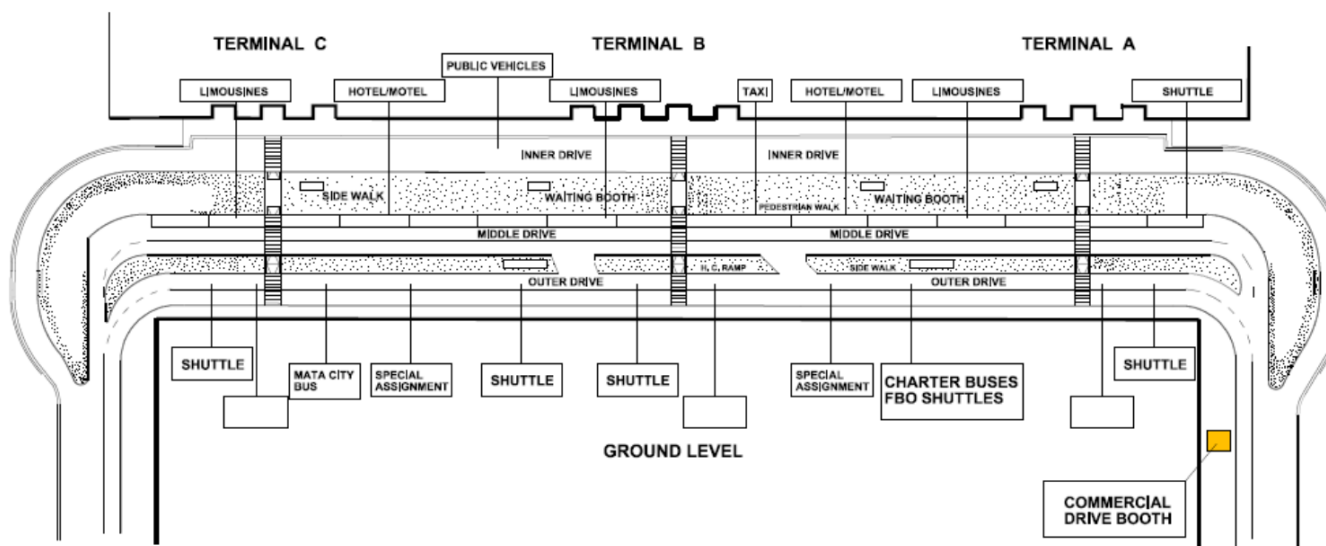 TERMINAL C
TERMINAL B
TERMINAL A
PUBLIC VEHICLES
LIMOUSINES
HOTEL/MOTEL
LIMOUSINES
TAXI
HOTEL/MOTEL
LIMOUSINES
SHUTTLE
INNER DRIVE
INNER DRIVE
SIDE WALK
WAITING BOOTH
WAITING BOOTH
PEDESTRIAN WALK
MIDDLE DRIVE
MIDDLE DRIVE
H. C. RAMP
SIDE WALK
OUTER DRIVE
OUTER DRIVE
SHUTTLE
MATA CITY
BUS
SPECIAL
ASSIGNMENT
SHUTTLE
SHUTTLE
SPECIAL
ASSIGNMENT
CHARTER BUSES
FBO SHUTTLES
SHUTTLE
GROUND LEVEL
COMMERCIAL
DRIVE BOOTH